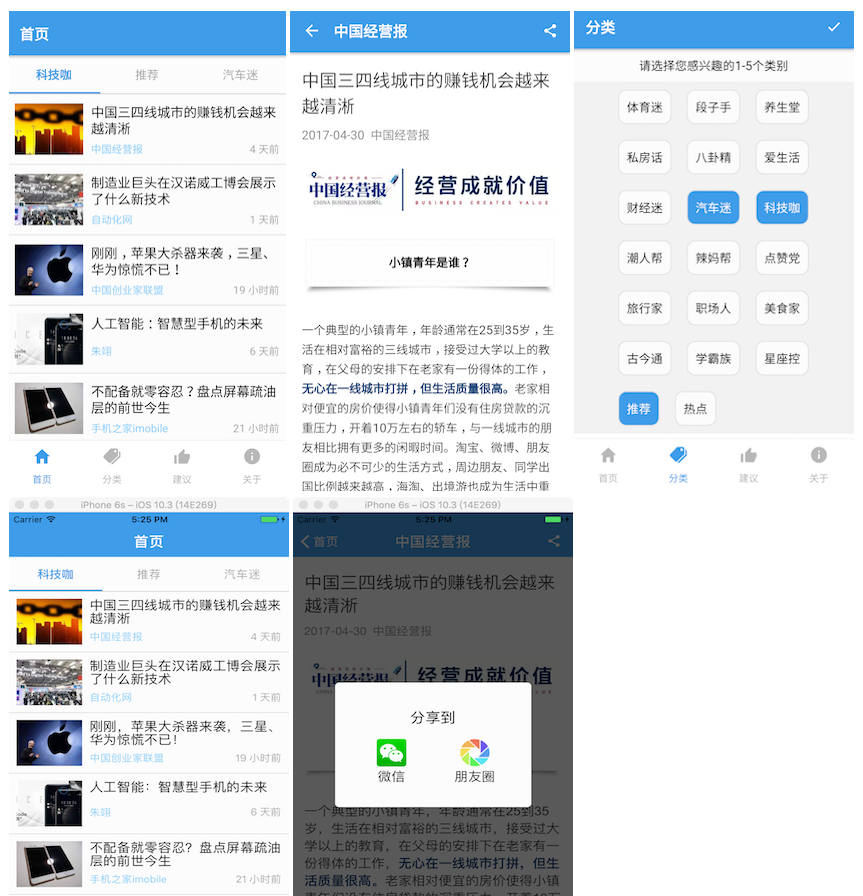 首页
科技咖
推荐
汽车迷
中国三四线城市的赚钱机会越来
越清淅
中国经营报
4 天前
制造业巨头在汉诺威工博会展示
了什么新技术
自动化网
1 天前
刚刚，苹果大杀器来袭，三星、
华为惊慌不已！
中国创业家联盟
19 小时前
人工智能：智慧型手机的未来
朱翊
6 天前
不配备就零容忍？盘点屏幕疏油
层的前世今生
手机之家imobile
21 小时前
首页
分类
建议
关于
中国经营报
中国三四线城市的赚钱机会越来
越清淅
2017-04-30 中国经营报
中国经营报
CHINA BUSINESS JOURNAL
经营成就价值
BUSINESS CREATES VALUE
小镇青年是谁？
一个典型的小镇青年，年龄通常在25到35岁，生
活在相对富裕的三线城市，接受过大学以上的教
育，在父母的安排下在老家有一份得体的工作，
无心在一线城市打拼，但生活质量很高。老家相
对便宜的房价使得小镇青年们没有住房贷款的沉
重压力，开着10万左右的轿车，与一线城市的朋
友相比拥有更多的闲暇时间。淘宝、微博、朋友
圈成为必不可少的生活方式，周边朋友、同学出
国比例越来越高，海淘、出境游也成为生活中重
分类
请选择您感兴趣的1-5个类别
体育迷
段子手
养生堂
私房话
八卦精
爱生活
财经迷
汽车迷
科技咖
潮人帮
辣妈帮
点赞党
旅行家
职场人
美食家
古今通
学霸族
星座控
推荐
热点
首页
分类
建议
关于
iPhone 6s – iOS 10.3 (14E269)
Carrier
5:25 PM
首页
科技咖
推荐
汽车迷
中国三四线城市的赚钱机会越来
越清淅
中国经营报
4 天前
制造业巨头在汉诺威工博会展示
了什么新技术
自动化网
1 天前
刚刚，苹果大杀器来袭，三星、
华为惊慌不已！
中国创业家联盟
19 小时前
人工智能：智慧型手机的未来
朱翊
6 天前
不配备就零容忍？盘点屏幕疏油
层的前世今生
手机之家imobile
21 小时前
iPhone 6s – iOS 10.3 (14E269)
Carrier
5:25 PM
首页
中国经营报
中国三四线城市的赚钱机会越来
越清淅
2017-04-30 中国经营报
中国经营报
经营成就价值
分享到
微信
朋友圈
一个典型的小镇青年，年龄通常在25到35
岁，生活在相对富裕的三线城市，接受过大
学以上的教育，在父母的安排下在老家有一
份得体的工作，无心在一线城市打拼，但生
活质量很高。老家相对便宜的房价使得小镇